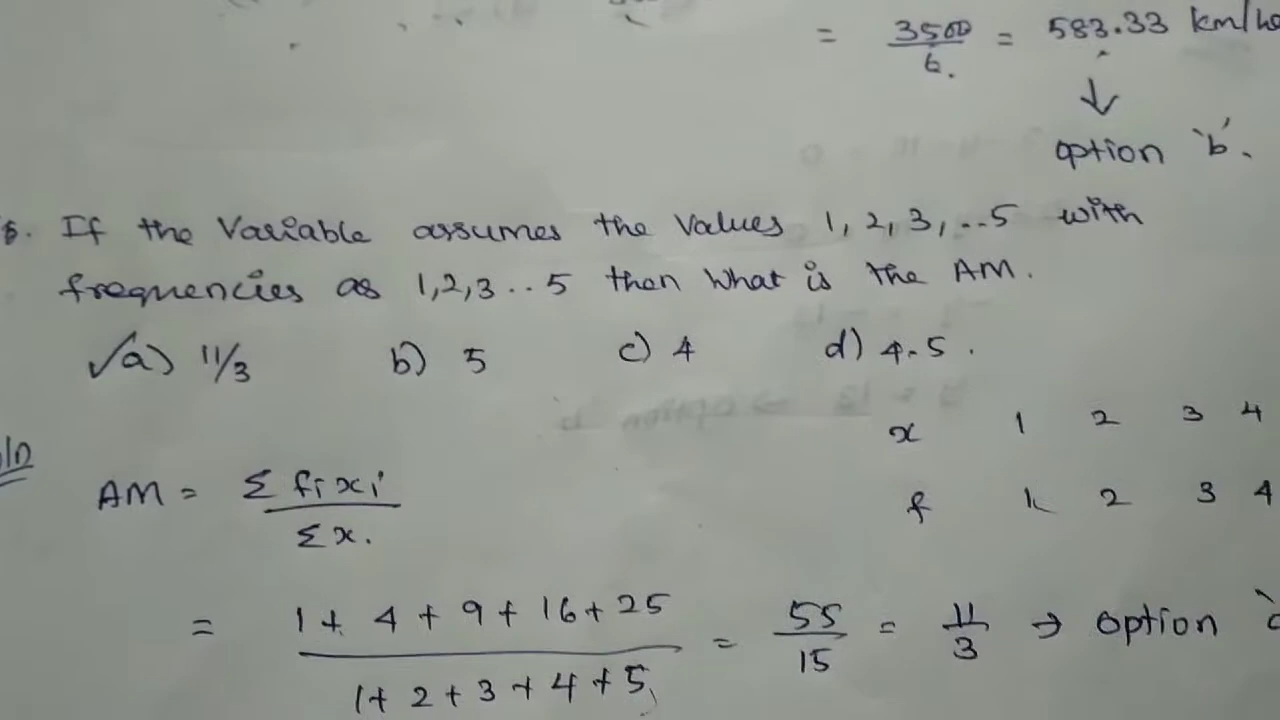 = 3500/6. = 583.33 km/ho
↓
option 'b'.
If the Variable assumes the Values 1, 2, 3, ..5 with
frequencies as 1,2,3..5 then What is the AM.
✓a) 11/3 b) 5 c) 4 d) 4.5.
x 1 2 3 4
f 1 2 3 4
AM = Σ fixi / Σx.
= 1+ 4 + 9 + 16 + 25 / 1+ 2 + 3 + 4 + 5 = 55/15 = 11/3 → option